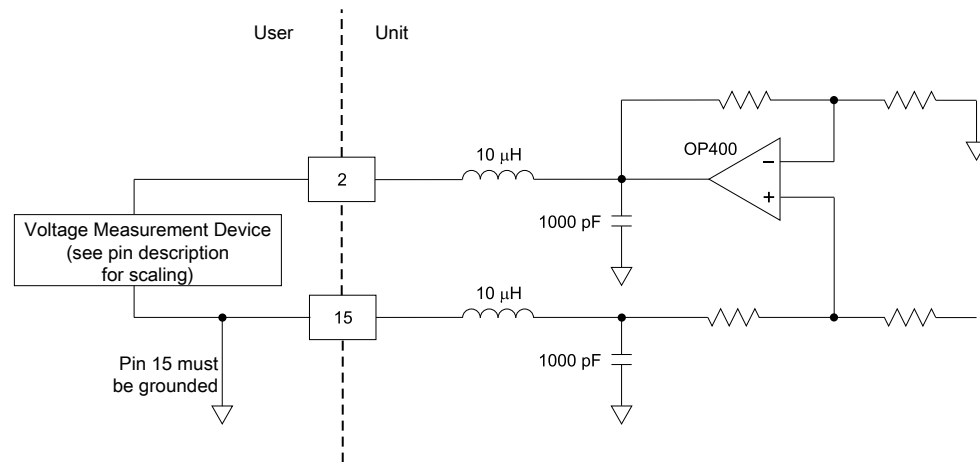 User
Unit
OP400
−
+
10 μH
2
1000 pF
Voltage Measurement Device
(see pin description
for scaling)
10 μH
15
1000 pF
Pin 15 must
be grounded